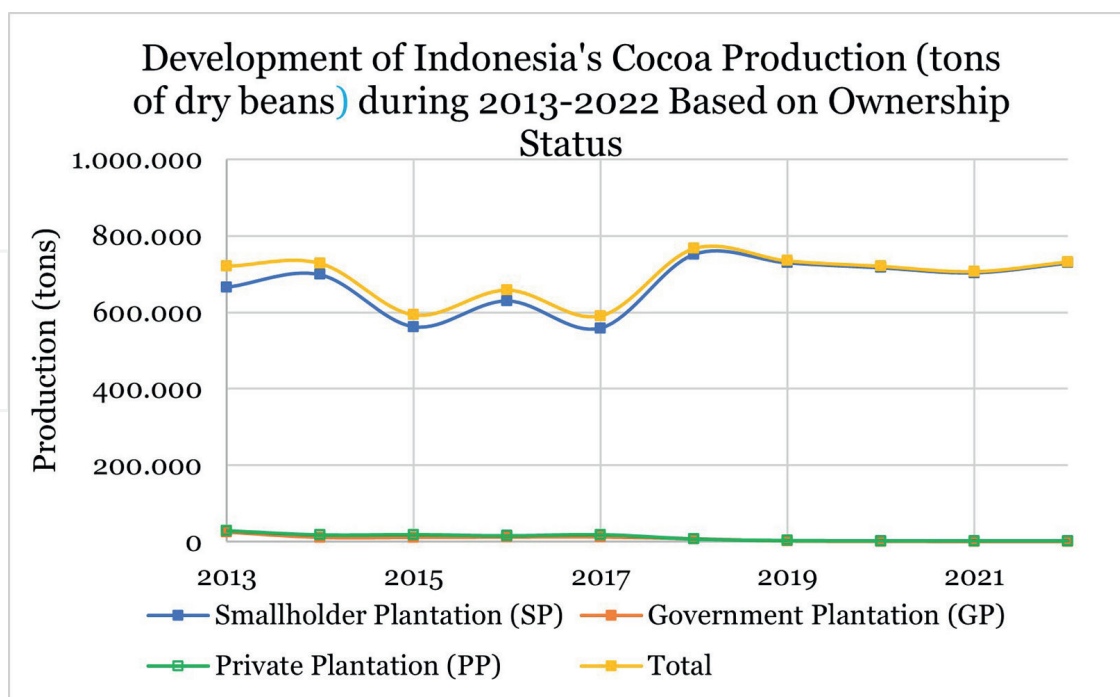 Development of Indonesia's Cocoa Production (tons
of dry beans) during 2013-2022 Based on Ownership
Status
1.000.000
800.000
600.000
400.000
200.000
0
Production (tons)
2013 2015 2017 2019 2021
Smallholder Plantation (SP) Government Plantation (GP)
Private Plantation (PP) Total